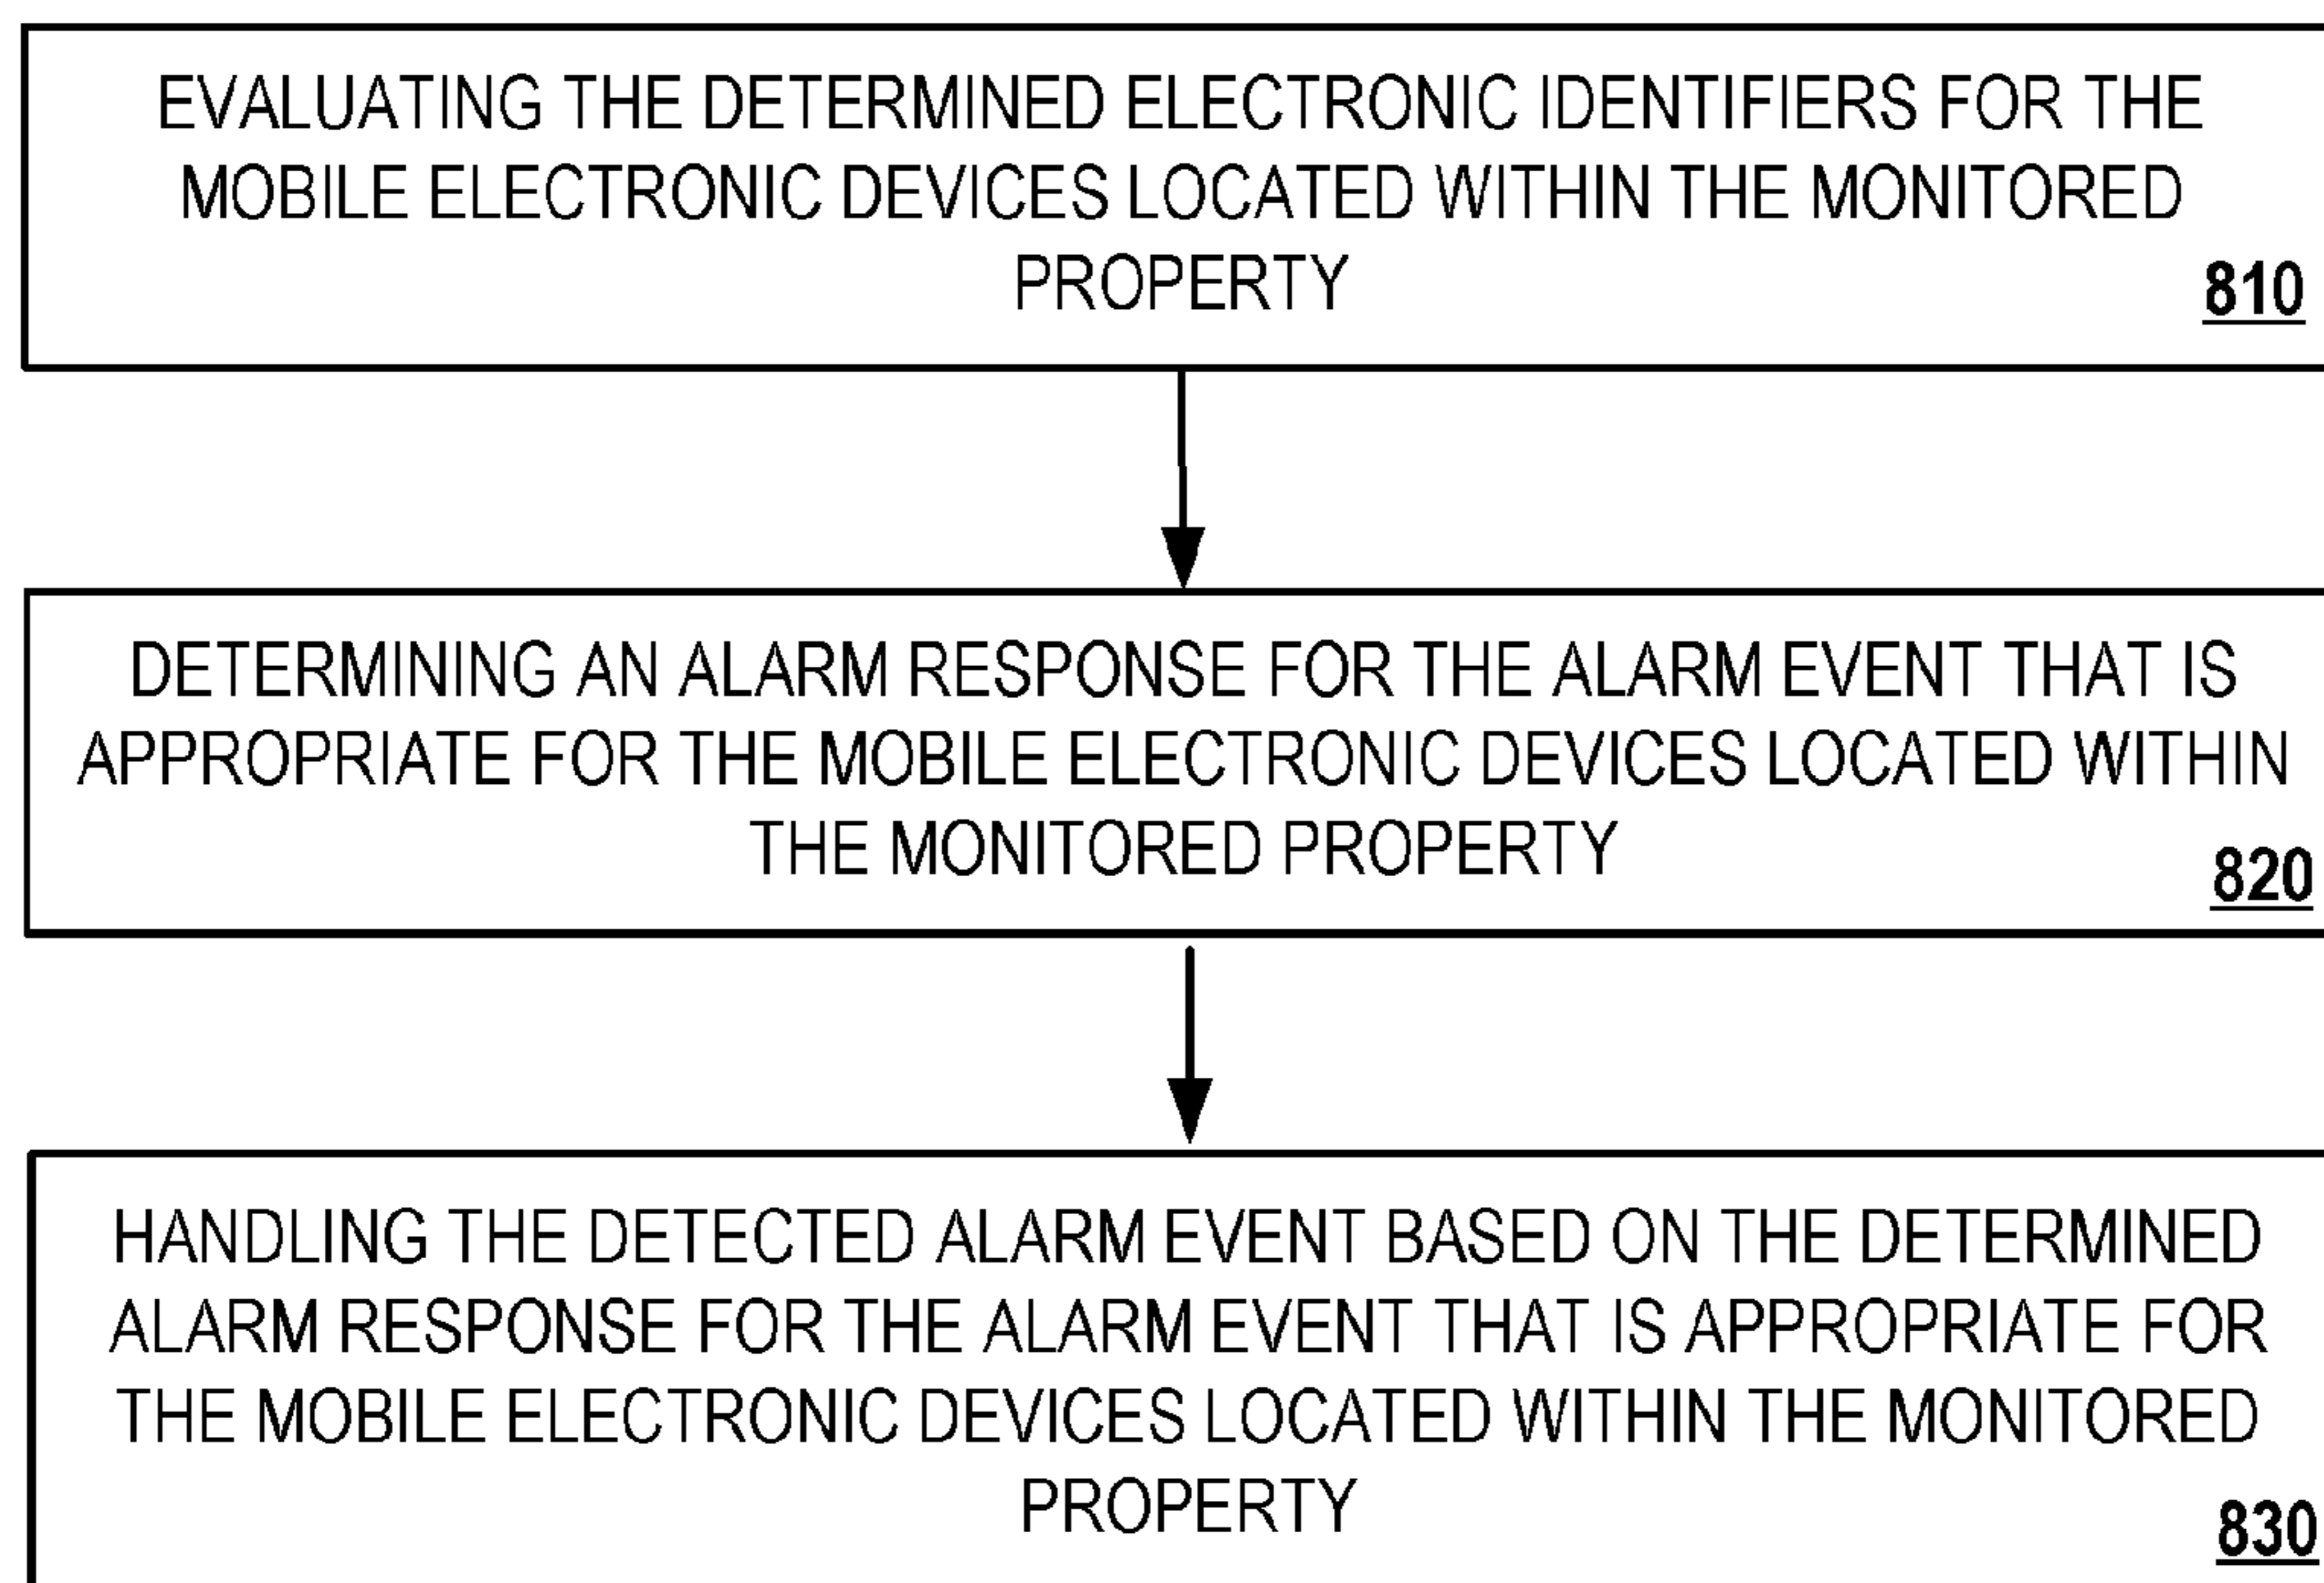 EVALUATING THE DETERMINED ELECTRONIC IDENTIFIERS FOR THE
MOBILE ELECTRONIC DEVICES LOCATED WITHIN THE MONITORED
PROPERTY
810
DETERMINING AN ALARM RESPONSE FOR THE ALARM EVENT THAT IS
APPROPRIATE FOR THE MOBILE ELECTRONIC DEVICES LOCATED WITHIN
THE MONITORED PROPERTY
820
HANDLING THE DETECTED ALARM EVENT BASED ON THE DETERMINED
ALARM RESPONSE FOR THE ALARM EVENT THAT IS APPROPRIATE FOR
THE MOBILE ELECTRONIC DEVICES LOCATED WITHIN THE MONITORED
PROPERTY
830